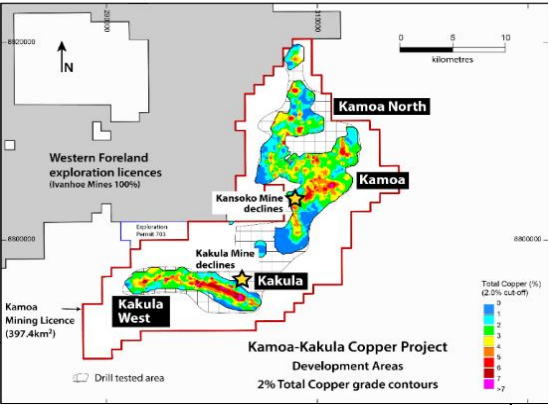 290000
310000
8820000
0 5 10
kilometres
N
Kamoa North
Western Foreland
exploration licences
(Ivanhoe Mines 100%)
Kamoa
Kansoko Mine
declines
Exploration
Permit 703
8800000
8800000
Kakula Mine
declines
Kakula
Kakula
West
Kamoa
Mining Licence
(397.4km²)
Total Copper (%)
(2.0% cut-off)
0
1
2
3
4
5
6
7
>7
Kamoa-Kakula Copper Project
Development Areas
2% Total Copper grade contours
Drill tested area